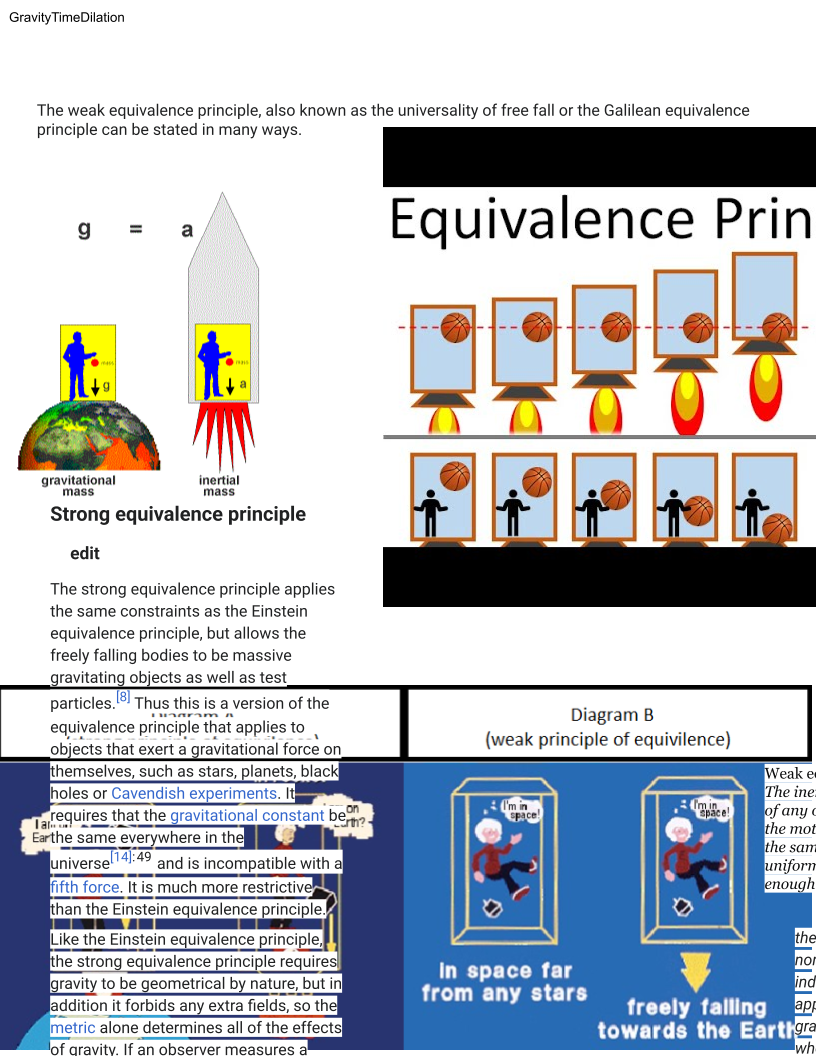 GravityTimeDilation
The weak equivalence principle, also known as the universality of free fall or the Galilean equivalence
principle can be stated in many ways.
g = a
mass
g
mass
a
gravitational
mass
inertial
mass
Equivalence Prin
Strong equivalence principle
edit
The strong equivalence principle applies
the same constraints as the Einstein
equivalence principle, but allows the
freely falling bodies to be massive
gravitating objects as well as test
particles.[8] Thus this is a version of the
equivalence principle that applies to
objects that exert a gravitational force on
themselves, such as stars, planets, black
holes or Cavendish experiments. It
requires that the gravitational constant be
the same everywhere in the
universe[14]:49 and is incompatible with a
fifth force. It is much more restrictive
than the Einstein equivalence principle.
Like the Einstein equivalence principle,
the strong equivalence principle requires
gravity to be geometrical by nature, but in
addition it forbids any extra fields, so the
metric alone determines all of the effects
of gravity. If an observer measures a
Diagram B
(weak principle of equivilence)
I'm in
space!
I'm in
space!
in space far
from any stars
freely falling
towards the Earth
Weak e
The ine
of any o
the mot
the sam
uniform
enough
the
nor
ind
app
gra
wh